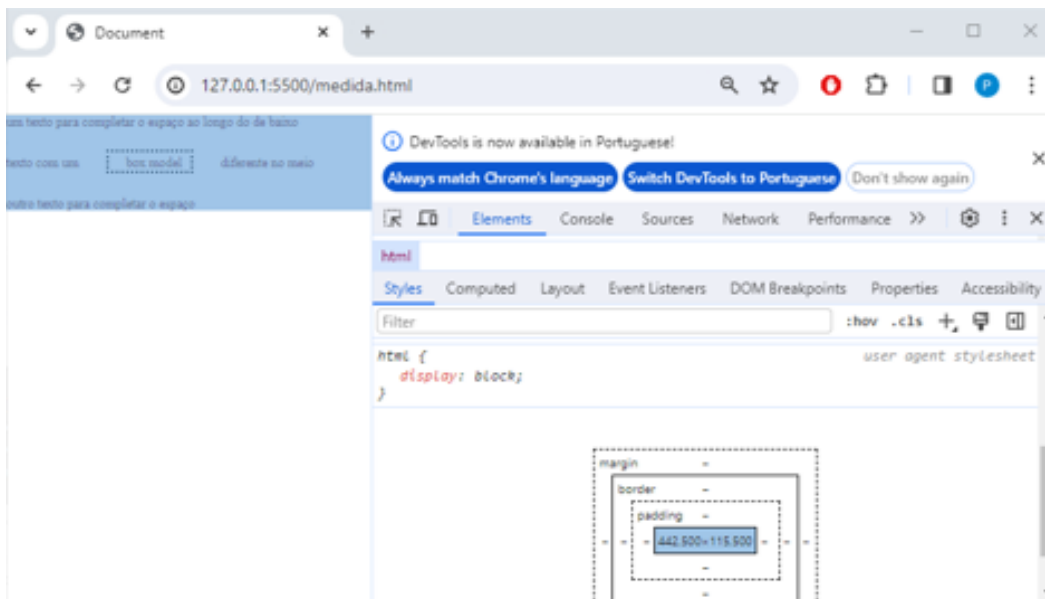 Document
127.0.0.1:5500/medida.html
P
um texto para completar o espaço ao longo do de baixo
texto com um box model diferente no meio
outro texto para completar o espaço
DevTools is now available in Portuguese!
Always match Chrome's language Switch DevTools to Portuguese Don't show again
Elements Console Sources Network Performance
html
Styles Computed Layout Event Listeners DOM Breakpoints Properties Accessibility
Filter :hov .cls
html { user agent stylesheet
display: block;
}
margin -
border -
padding -
- - - 442.500×115.500 - - -
-
-